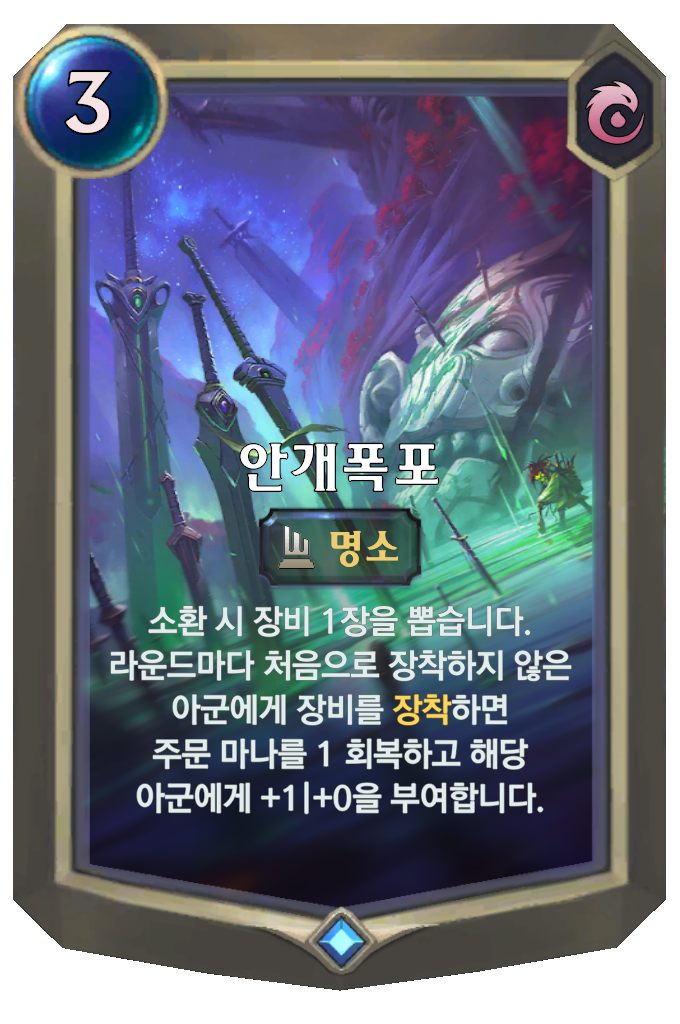 3
안개폭포
명소
소환 시 장비 1장을 뽑습니다.
라운드마다 처음으로 장착하지 않은
아군에게 장비를 장착하면
주문 마나를 1 회복하고 해당
아군에게 +1|+0을 부여합니다.